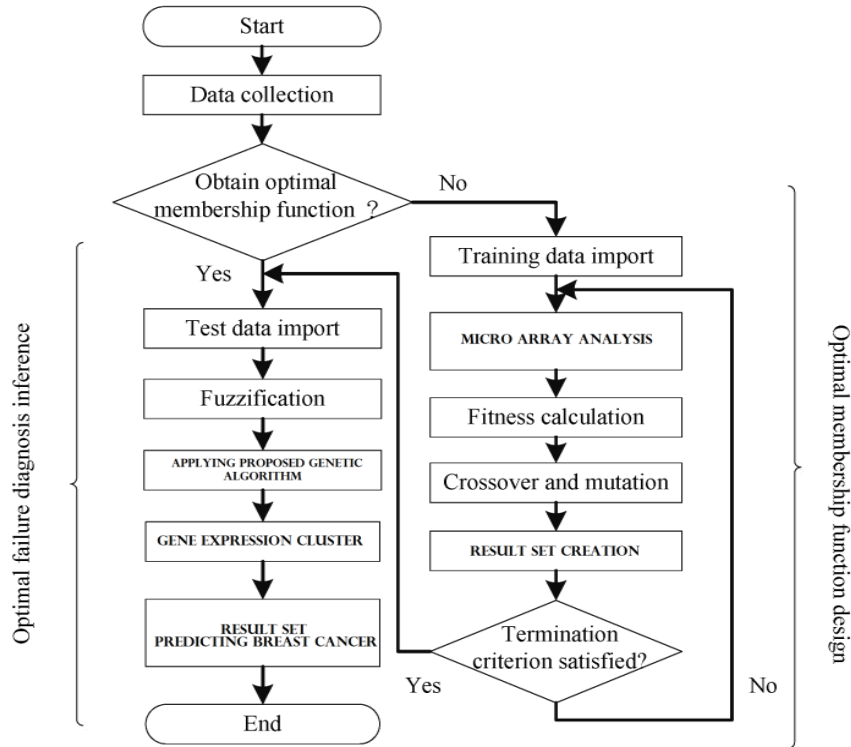 Start
Data collection
Obtain optimal
membership function ?
No
Yes
Training data import
Test data import
MICRO ARRAY ANALYSIS
Fuzzification
Fitness calculation
APPLYING PROPOSED GENETIC
ALGORITHM
Crossover and mutation
GENE EXPRESSION CLUSTER
RESULT SET CREATION
RESULT SET
PREDICTING BREAST CANCER
Termination
criterion satisfied?
Yes
No
End
Optimal failure diagnosis inference
Optimal membership function design